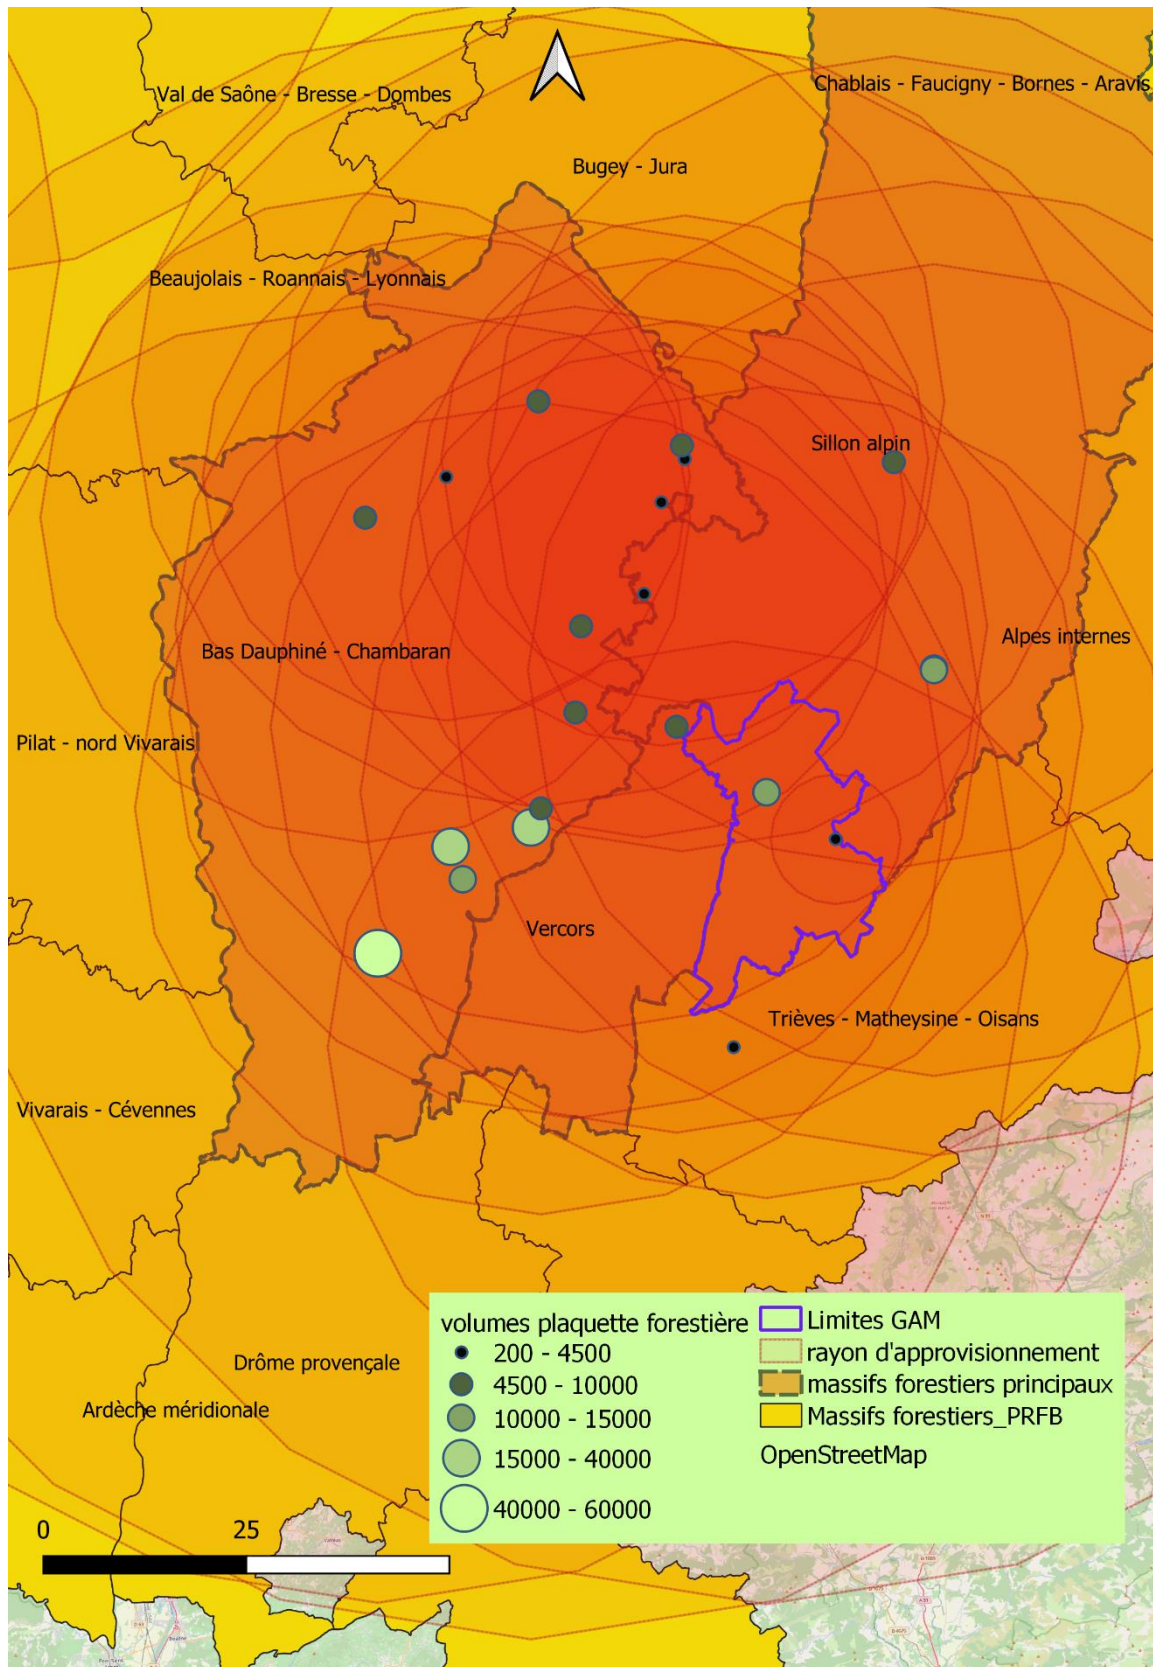 Val de Saône - Bresse - Dombes
Chablais - Faucigny - Bornes - Aravis
Bugey - Jura
Beaujolais - Roannais - Lyonnais
Sillon alpin
Alpes internes
Bas Dauphiné - Chambaran
Pilat - nord Vivarais
Vercors
Trièves - Matheysine - Oisans
Vivarais - Cévennes
Drôme provençale
Ardèche méridionale
volumes plaquette forestière
200 - 4500
4500 - 10000
10000 - 15000
15000 - 40000
40000 - 60000
Limites GAM
rayon d'approvisionnement
massifs forestiers principaux
Massifs forestiers_PRFB
OpenStreetMap
0 25